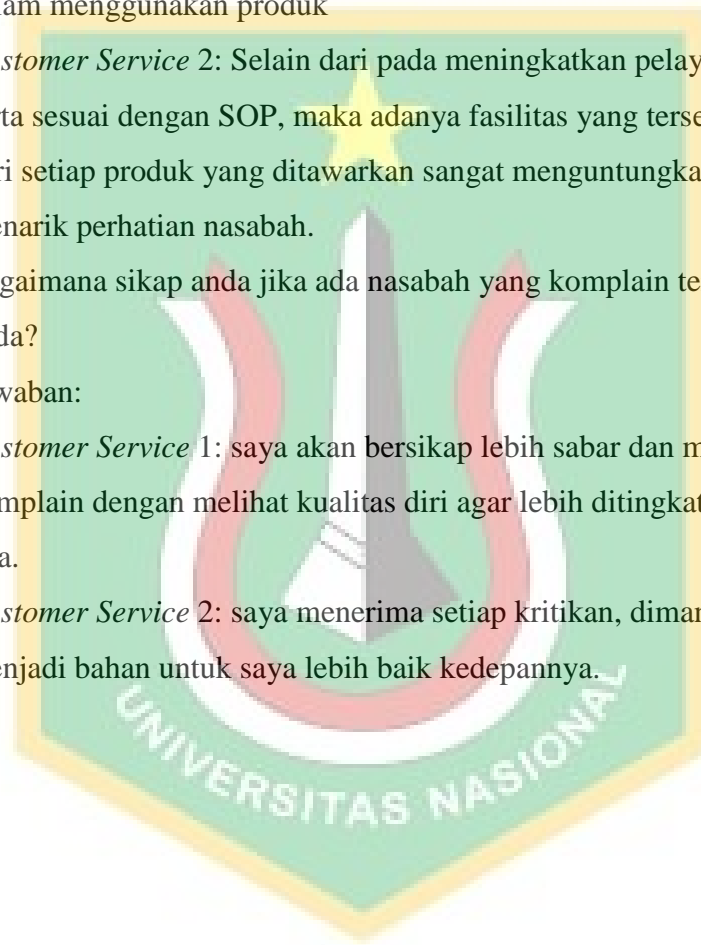 am menggunakan produk
stomer Service 2: Selain dari pada meningkatkan pelay
rta sesuai dengan SOP, maka adanya fasilitas yang terse
ri setiap produk yang ditawarkan sangat menguntungka
enarik perhatian nasabah.
gaimana sikap anda jika ada nasabah yang komplain te
da?
waban:
stomer Service 1: saya akan bersikap lebih sabar dan m
mplain dengan melihat kualitas diri agar lebih ditingkat
a.
stomer Service 2: saya menerima setiap kritikan, diman
enjadi bahan untuk saya lebih baik kedepannya.
UNIVERSITAS NASIONAL